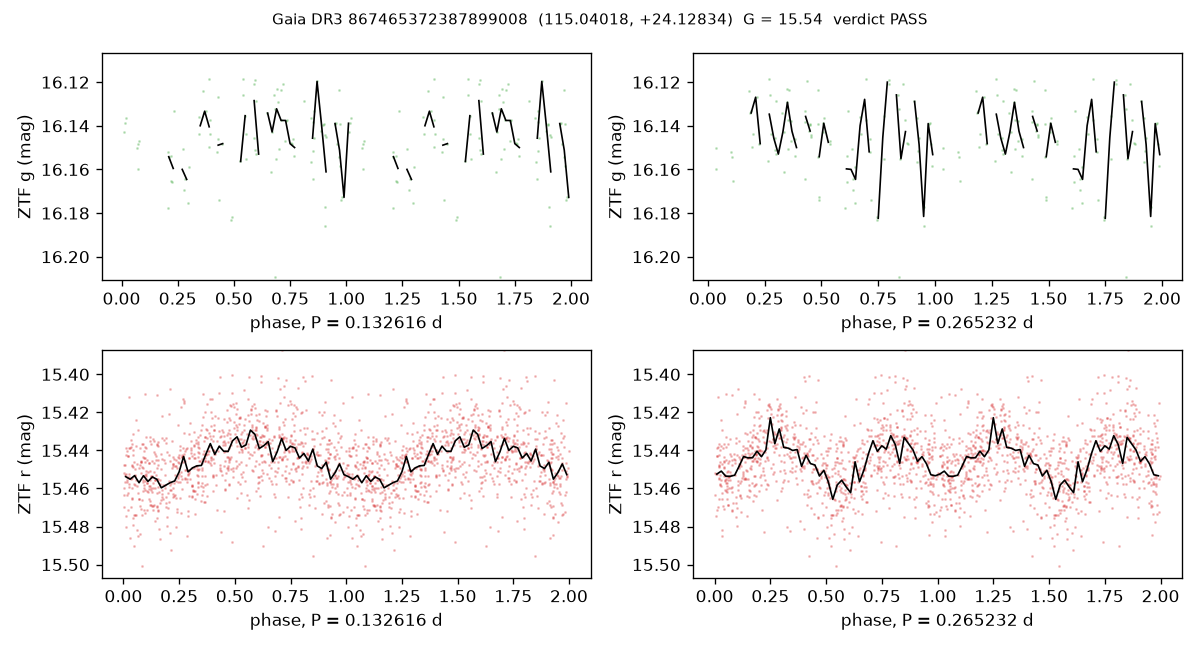 Gaia DR3 867465372387899008 (115.04018, +24.12834) G = 15.54 verdict PASS
ZTF g (mag)
16.12
16.14
16.16
16.18
16.20
0.00 0.25 0.50 0.75 1.00 1.25 1.50 1.75 2.00
phase, P = 0.132616 d
ZTF g (mag)
16.12
16.14
16.16
16.18
16.20
0.00 0.25 0.50 0.75 1.00 1.25 1.50 1.75 2.00
phase, P = 0.265232 d
ZTF r (mag)
15.40
15.42
15.44
15.46
15.48
15.50
0.00 0.25 0.50 0.75 1.00 1.25 1.50 1.75 2.00
phase, P = 0.132616 d
ZTF r (mag)
15.40
15.42
15.44
15.46
15.48
15.50
0.00 0.25 0.50 0.75 1.00 1.25 1.50 1.75 2.00
phase, P = 0.265232 d